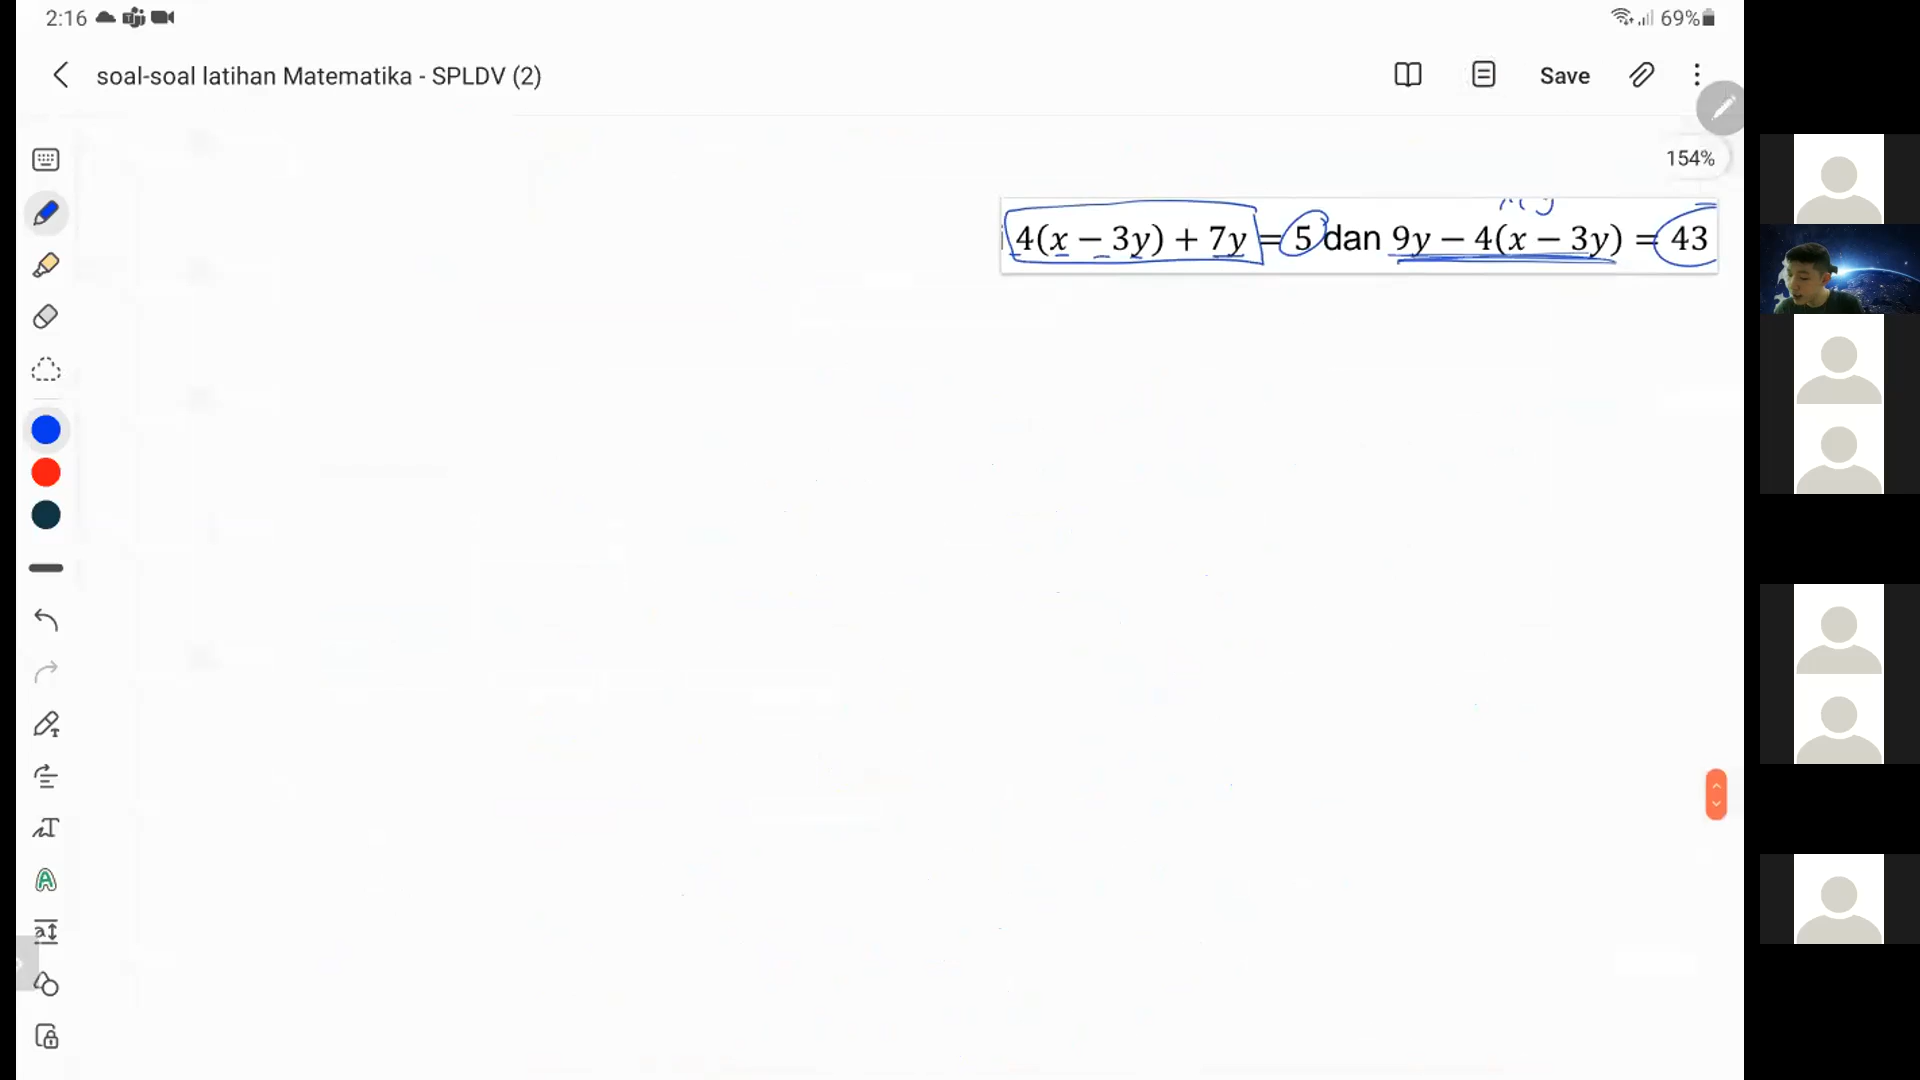 2:16
69%
soal-soal latihan Matematika - SPLDV (2)
Save
154%
4(x − 3y) + 7y = 5 dan 9y − 4(x − 3y) = 43